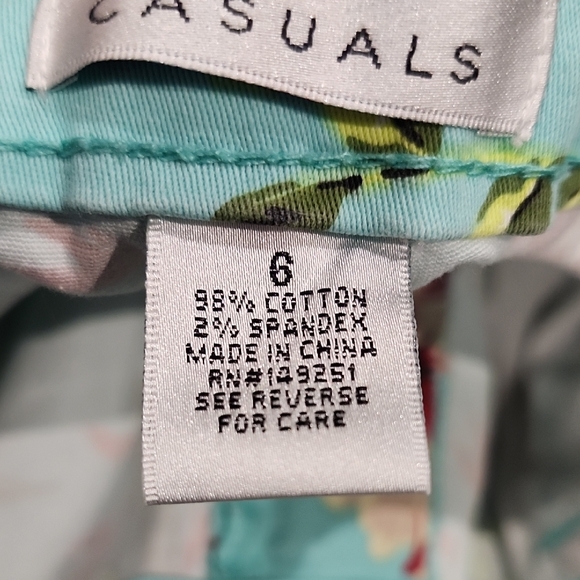 CASUALS
6
98% COTTON
2% SPANDEX
MADE IN CHINA
RN#149251
SEE REVERSE
FOR CARE